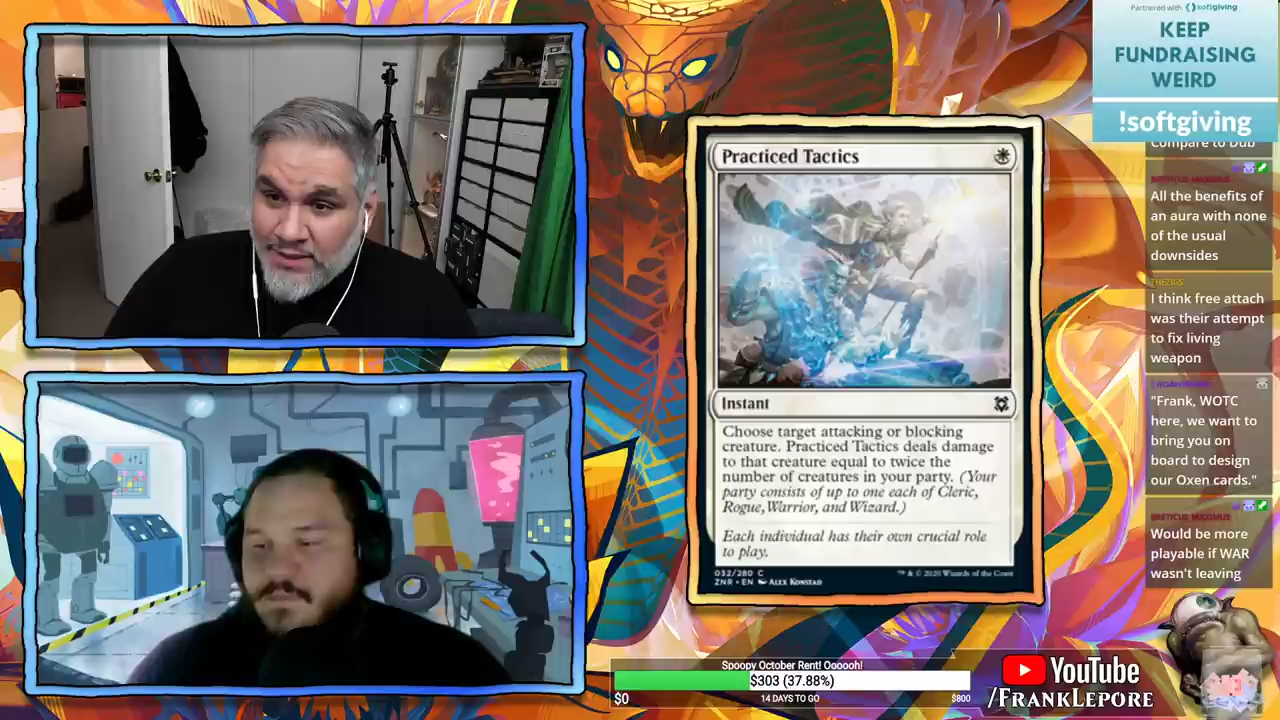 Partnered with softgiving
KEEP
FUNDRAISING
WEIRD
!softgiving
Practiced Tactics
Instant
Choose target attacking or blocking
creature. Practiced Tactics deals damage
to that creature equal to twice the
number of creatures in your party. (Your
party consists of up to one each of Cleric,
Rogue, Warrior, and Wizard.)
Each individual has their own crucial role
to play.
032/280 C
ZNR • EN ALEX KONSTAD
™ & © 2020 Wizards of the Coast
Compare to Dub
BRETICUS MAXIMUS
All the benefits of
an aura with none
of the usual
downsides
I think free attach
was their attempt
to fix living
weapon
"Frank, WOTC
here, we want to
bring you on
board to design
our Oxen cards."
BRETICUS MAXIMUS
Would be more
playable if WAR
wasn't leaving
Spoopy October Rent! Oooooh!
$303 (37.88%)
$0
14 DAYS TO GO
$800
YouTube
/FRANKLEPORE